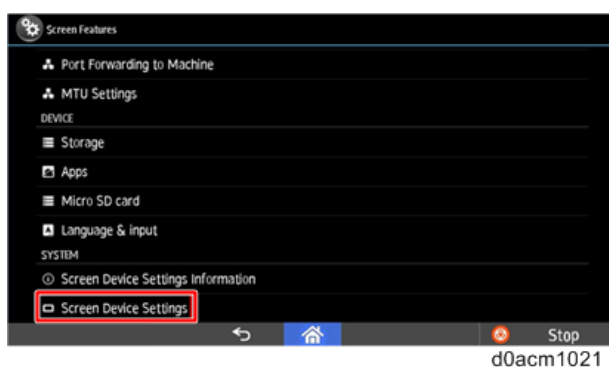 Screen Features
Port Forwarding to Machine
MTU Settings
DEVICE
Storage
Apps
Micro SD card
Language & input
SYSTEM
Screen Device Settings Information
Screen Device Settings
Stop
d0acm1021